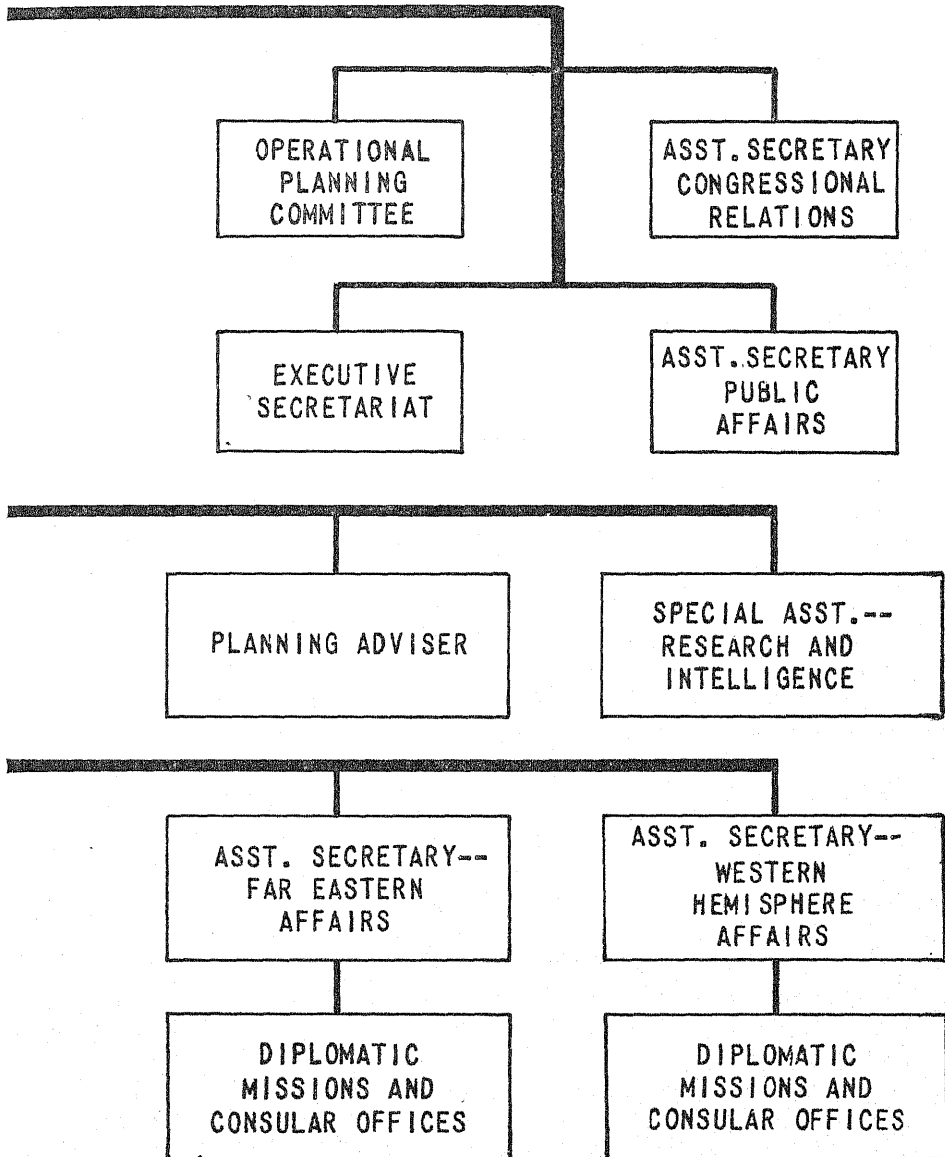 OPERATIONAL
PLANNING
COMMITTEE
ASST. SECRETARY
CONGRESSIONAL
RELATIONS
EXECUTIVE
SECRETARIAT
ASST. SECRETARY
PUBLIC
AFFAIRS
PLANNING ADVISER
SPECIAL ASST.--
RESEARCH AND
INTELLIGENCE
ASST. SECRETARY--
FAR EASTERN
AFFAIRS
ASST. SECRETARY--
WESTERN
HEMISPHERE
AFFAIRS
DIPLOMATIC
MISSIONS AND
CONSULAR OFFICES
DIPLOMATIC
MISSIONS AND
CONSULAR OFFICES